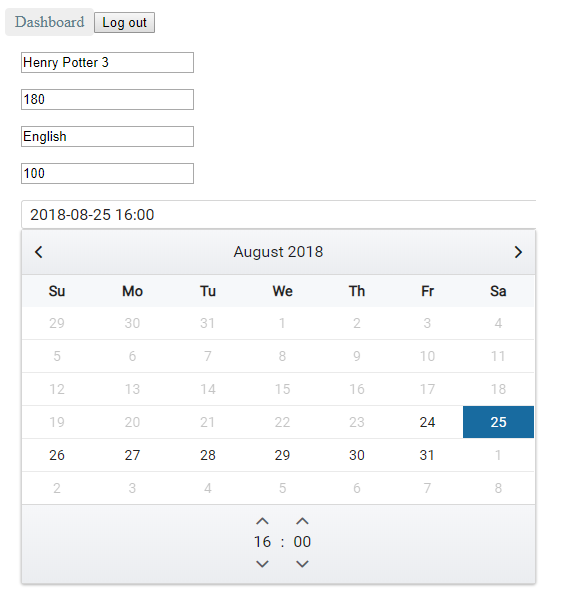 Dashboard Log out
Henry Potter 3
180
English
100
2018-08-25 16:00
August 2018
Su Mo Tu We Th Fr Sa
29 30 31 1 2 3 4
5 6 7 8 9 10 11
12 13 14 15 16 17 18
19 20 21 22 23 24 25
26 27 28 29 30 31 1
2 3 4 5 6 7 8
16 : 00